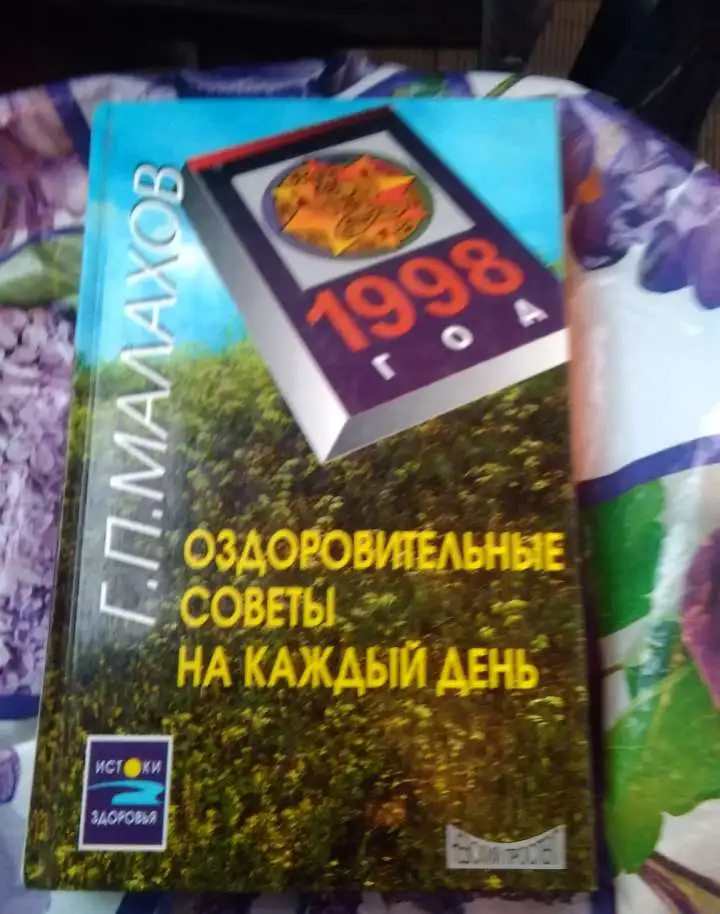 Г.П.МАЛАХОВ
1998
ГОД
ОЗДОРОВИТЕЛЬНЫЕ
СОВЕТЫ
НА КАЖДЫЙ ДЕНЬ
ИСТОКИ
ЗДОРОВЬЯ